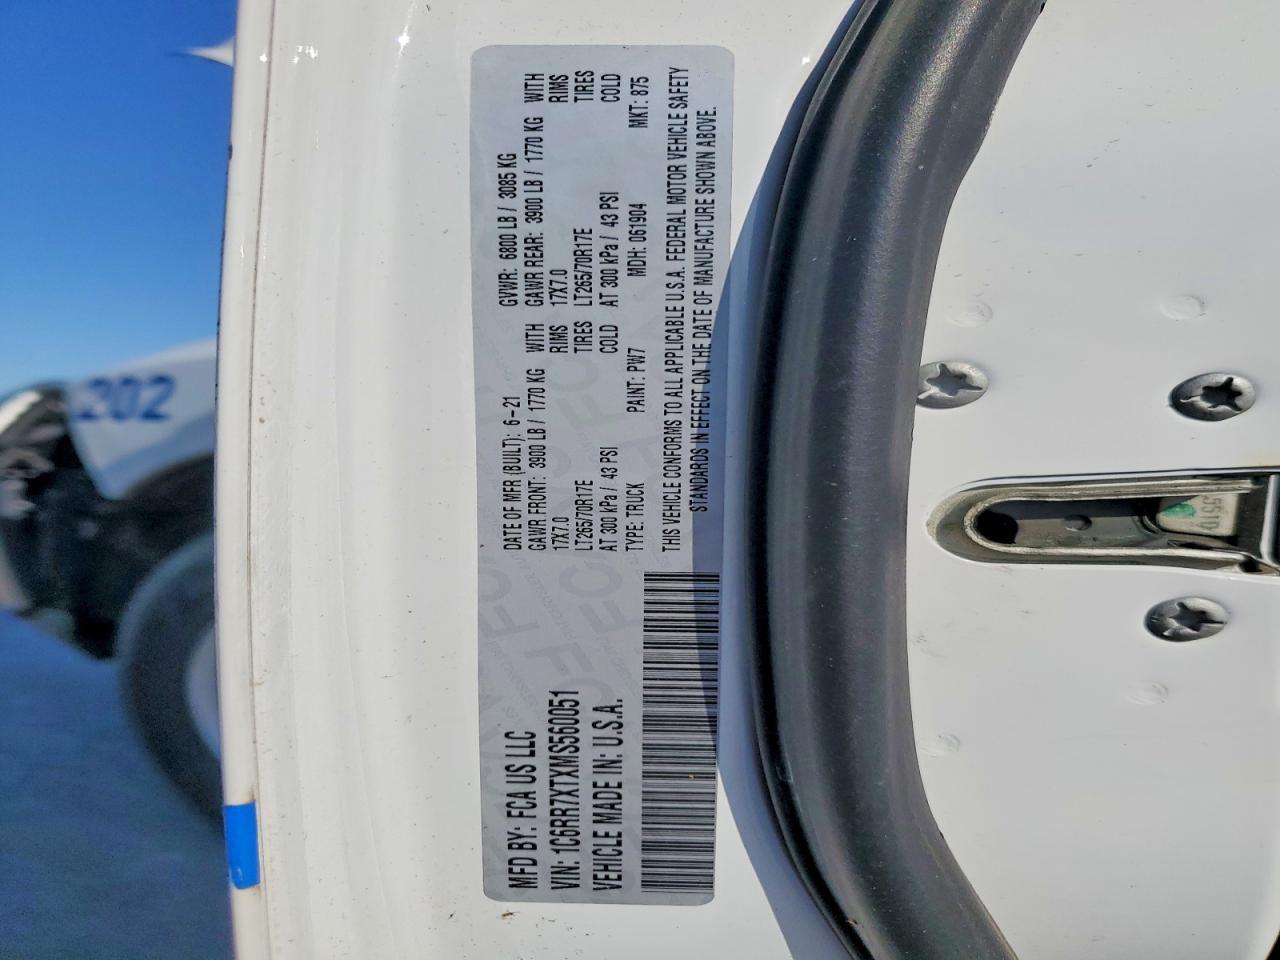 MFD BY: FCA US LLC
VIN: 1C6RR7XTXMS560051
VEHICLE MADE IN: U.S.A.
DATE OF MFR (BUILT): 6-21 GVWR: 6800 LB / 3085 KG
GAWR FRONT: 3900 LB / 1770 KG WITH GAWR REAR: 3900 LB / 1770 KG WITH
17X7.0 RIMS 17X7.0 RIMS
LT265/70R17E TIRES LT265/70R17E TIRES
AT 300 kPa / 43 PSI COLD AT 300 kPa / 43 PSI COLD
TYPE: TRUCK PAINT: PW7 MDH: 061904 MKT: 875
THIS VEHICLE CONFORMS TO ALL APPLICABLE U.S.A. FEDERAL MOTOR VEHICLE SAFETY
STANDARDS IN EFFECT ON THE DATE OF MANUFACTURE SHOWN ABOVE.
202